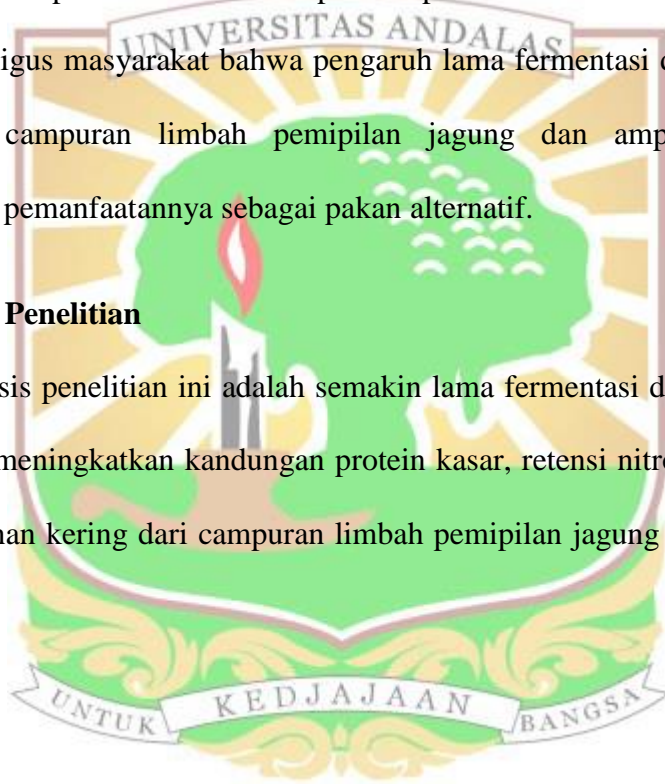 UNIVERSITAS ANDALAS
igus masyarakat bahwa pengaruh lama fermentasi
campuran limbah pemipilan jagung dan amp
pemanfaatannya sebagai pakan alternatif.
Penelitian
sis penelitian ini adalah semakin lama fermentasi d
meningkatkan kandungan protein kasar, retensi nitro
an kering dari campuran limbah pemipilan jagung
UNTUK KEDJAJAAN BANGSA